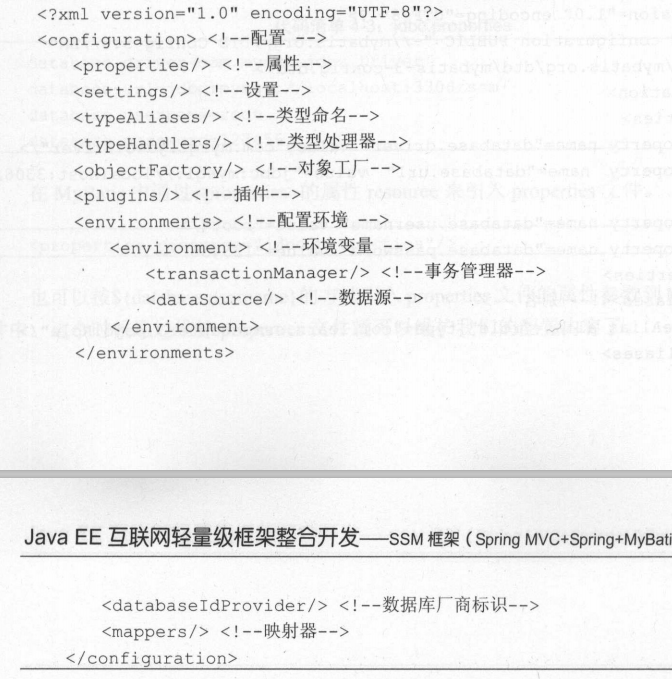 <?xml version="1.0" encoding="UTF-8"?>
<configuration> <!--配置 -->
<properties/> <!--属性-->
<settings/> <!--设置-->
<typeAliases/> <!--类型命名-->
<typeHandlers/> <!--类型处理器-->
<objectFactory/> <!--对象工厂-->
<plugins/> <!--插件-->
<environments> <!--配置环境 -->
<environment> <!--环境变量 -->
<transactionManager/> <!--事务管理器-->
<dataSource/> <!--数据源-->
</environment>
</environments>
Java EE 互联网轻量级框架整合开发——SSM 框架（Spring MVC+Spring+MyBati
<databaseIdProvider/> <!--数据库厂商标识-->
<mappers/> <!--映射器-->
</configuration>